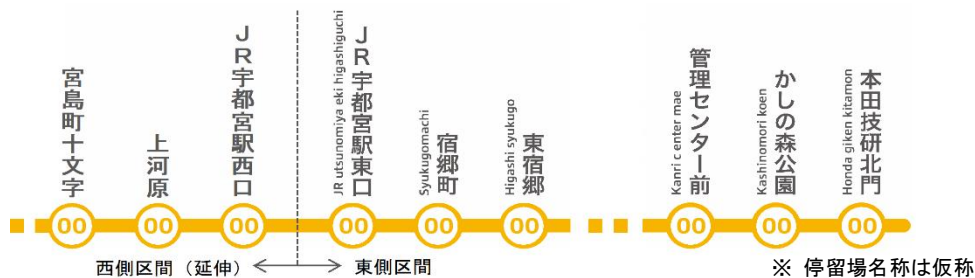 宮島町十文字
上河原
JR宇都宮駅西口
JR utsunomiya eki higashiguchi
JR宇都宮駅東口
Syukugomachi
宿郷町
Higashi syukugo
東宿郷
Kanri c enter mae
管理センター前
Kashinomori koen
かしの森公園
Honda giken kitamon
本田技研北門
00 00 00 00 00 00 00 00 00
西側区間（延伸） 東側区間
※ 停留場名称は仮称